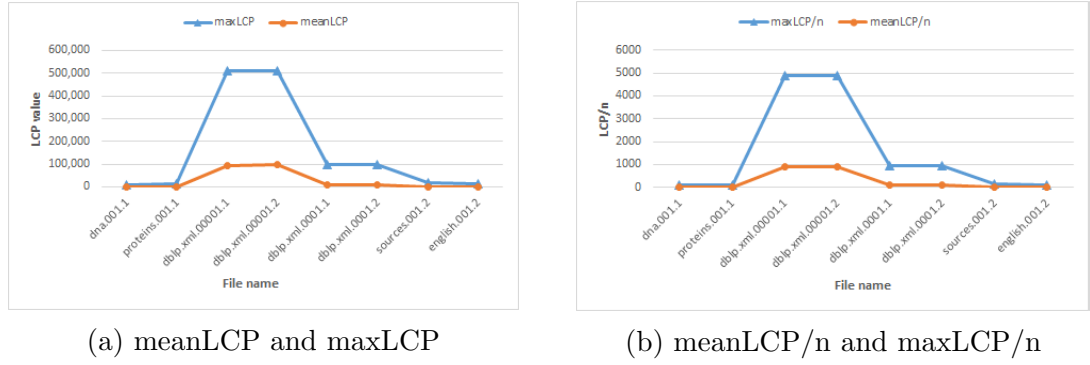 maxLCP meanLCP
LCP value
600,000
500,000
400,000
300,000
200,000
100,000
0
dna.001.1
proteins.001.1
dblp.xml.00001.1
dblp.xml.00001.2
dblp.xml.0001.1
dblp.xml.0001.2
sources.001.2
english.001.2
File name
(a) meanLCP and maxLCP
maxLCP/n meanLCP/n
LCP/n
6000
5000
4000
3000
2000
1000
0
dna.001.1
proteins.001.1
dblp.xml.00001.1
dblp.xml.00001.2
dblp.xml.0001.1
dblp.xml.0001.2
sources.001.2
english.001.2
File name
(b) meanLCP/n and maxLCP/n